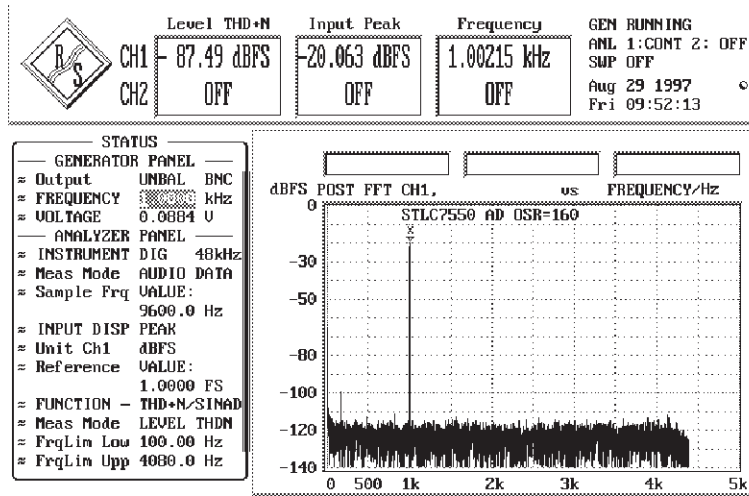 Level THD+N Input Peak Frequency
GEN RUNNING
R
S
CH1 - 87.49 dBFS -20.063 dBFS 1.00215 kHz
ANL 1:CONT 2: OFF
SWP OFF
CH2 OFF OFF OFF
Aug 29 1997
Fri 09:52:13
STATUS
GENERATOR PANEL
≈ Output UNBAL BNC
≈ FREQUENCY kHz
≈ VOLTAGE 0.0884 V
ANALYZER PANEL
≈ INSTRUMENT DIG 48kHz
≈ Meas Mode AUDIO DATA
≈ Sample Frq VALUE:
9600.0 Hz
≈ INPUT DISP PEAK
≈ Unit Ch1 dBFS
≈ Reference VALUE:
1.0000 FS
≈ FUNCTION - THD+N/SINAD
≈ Meas Mode LEVEL THDN
≈ FrqLim Low 100.00 Hz
≈ FrqLim Upp 4080.0 Hz
dBFS POST FFT CH1, vs FREQUENCY/Hz
STLC7550 AD OSR=160
0
-30
-50
-80
-100
-120
-140
0 500 1k 2k 3k 4k 5k